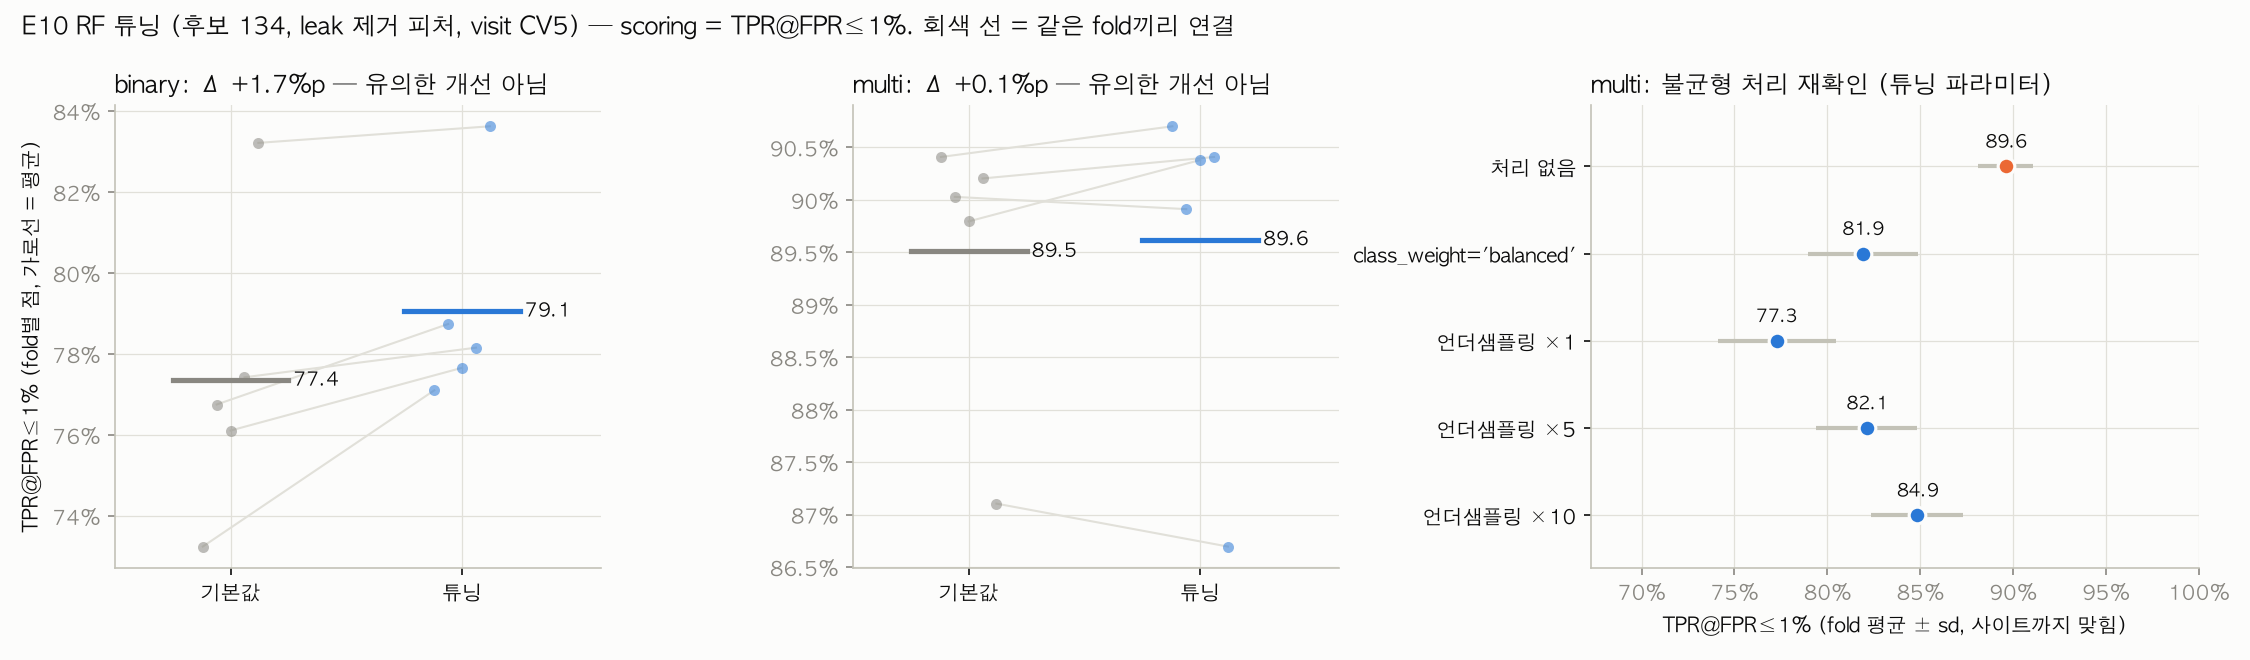 E10 RF 튜닝 (후보 134, leak 제거 피처, visit CV5) — scoring = TPR@FPR≤1%. 회색 선 = 같은 fold끼리 연결
binary: Δ +1.7%p — 유의한 개선 아님
TPR@FPR≤1% (fold별 점, 가로선 = 평균)
84%
82%
80%
78%
76%
74%
77.4
79.1
기본값
튜닝
multi: Δ +0.1%p — 유의한 개선 아님
90.5%
90%
89.5%
89%
88.5%
88%
87.5%
87%
86.5%
89.5
89.6
기본값
튜닝
multi: 불균형 처리 재확인 (튜닝 파라미터)
처리 없음
89.6
class_weight='balanced'
81.9
언더샘플링 ×1
77.3
언더샘플링 ×5
82.1
언더샘플링 ×10
84.9
70%
75%
80%
85%
90%
95%
100%
TPR@FPR≤1% (fold 평균 ± sd, 사이트까지 맞힘)